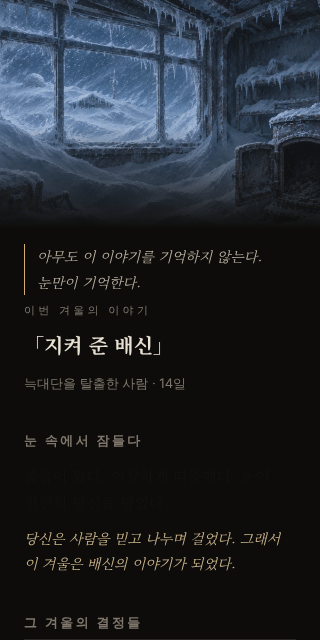 아무도 이 이야기를 기억하지 않는다.
눈만이 기억한다.
이번 겨울의 이야기
「지켜 준 배신」
늑대단을 탈출한 사람 · 14일
눈 속에서 잠들다
당신은 사람을 믿고 나누며 걸었다. 그래서
이 겨울은 배신의 이야기가 되었다.
그 겨울의 결정들